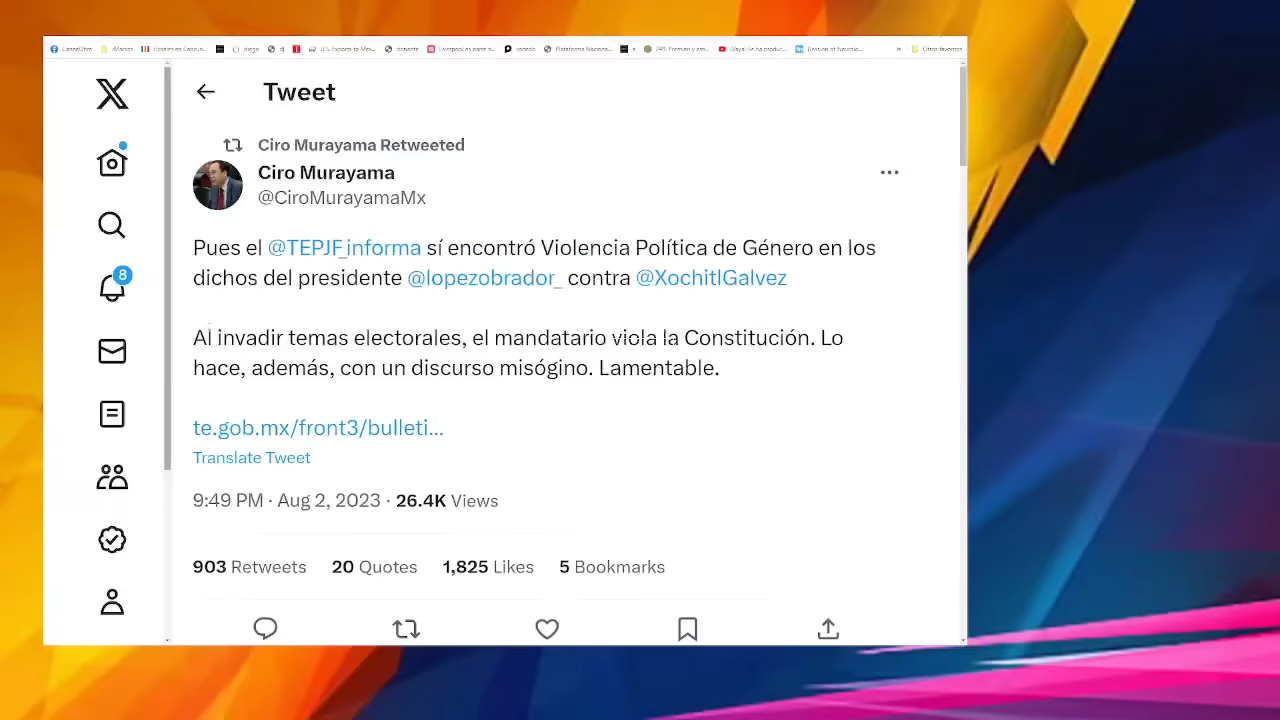 Tweet
Ciro Murayama Retweeted
Ciro Murayama
@CiroMurayamaMx
Pues el @TEPJF_informa sí encontró Violencia Política de Género en los
dichos del presidente @lopezobrador_ contra @XochitlGalvez
Al invadir temas electorales, el mandatario viola la Constitución. Lo
hace, además, con un discurso misógino. Lamentable.
te.gob.mx/front3/bulleti...
Translate Tweet
9:49 PM · Aug 2, 2023 · 26.4K Views
903 Retweets 20 Quotes 1,825 Likes 5 Bookmarks
8